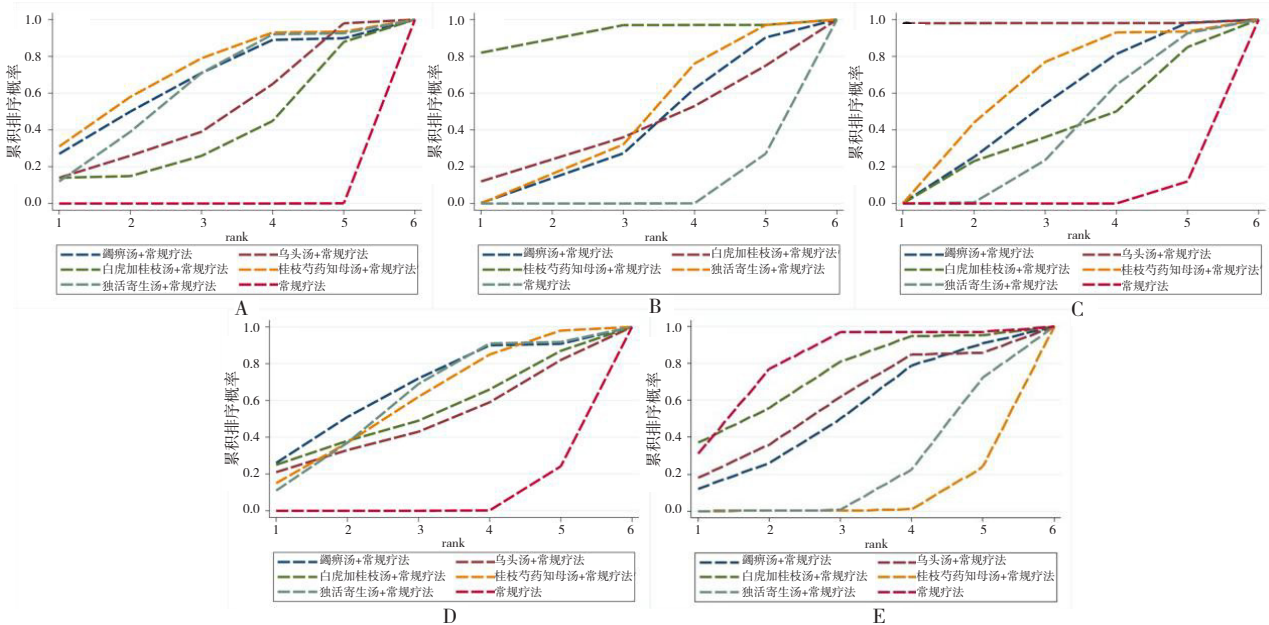 累积排序概率
1.0
0.8
0.6
0.4
0.2
0.0
1 2 3 4 5 6
rank
蠲痹汤+常规疗法 乌头汤+常规疗法
白虎加桂枝汤+常规疗法 桂枝芍药知母汤+常规疗法
独活寄生汤+常规疗法 常规疗法
A
累积排序概率
1.0
0.8
0.6
0.4
0.2
0.0
1 2 3 4 5 6
rank
蠲痹汤+常规疗法 白虎加桂枝汤+常规疗法
桂枝芍药知母汤+常规疗法 独活寄生汤+常规疗法
常规疗法
B
累积排序概率
1.0
0.8
0.6
0.4
0.2
0.0
1 2 3 4 5 6
rank
蠲痹汤+常规疗法 乌头汤+常规疗法
白虎加桂枝汤+常规疗法 桂枝芍药知母汤+常规疗法
独活寄生汤+常规疗法 常规疗法
C
累积排序概率
1.0
0.8
0.6
0.4
0.2
0.0
1 2 3 4 5 6
rank
蠲痹汤+常规疗法 乌头汤+常规疗法
白虎加桂枝汤+常规疗法 桂枝芍药知母汤+常规疗法
独活寄生汤+常规疗法 常规疗法
D
累积排序概率
1.0
0.8
0.6
0.4
0.2
0.0
1 2 3 4 5 6
rank
蠲痹汤+常规疗法 乌头汤+常规疗法
白虎加桂枝汤+常规疗法 桂枝芍药知母汤+常规疗法
独活寄生汤+常规疗法 常规疗法
E